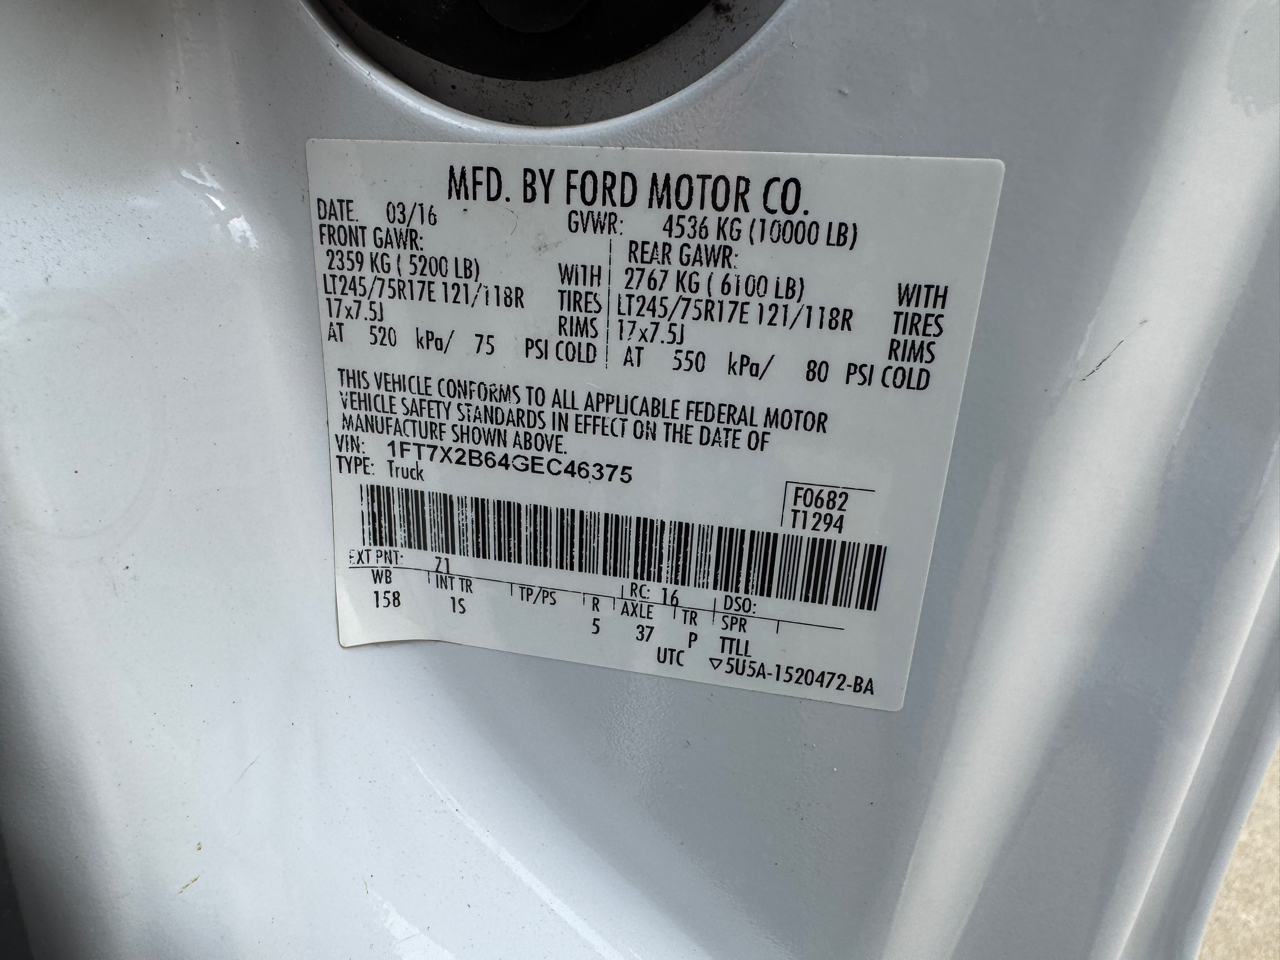 MFD. BY FORD MOTOR CO.
DATE. 03/16 GVWR: 4536 KG (10000 LB)
FRONT GAWR: REAR GAWR:
2359 KG ( 5200 LB) WITH 2767 KG ( 6100 LB) WITH
LT245/75R17E 121/118R TIRES LT245/75R17E 121/118R TIRES
17x7.5J RIMS 17x7.5J RIMS
AT 520 kPa/ 75 PSI COLD AT 550 kPa/ 80 PSI COLD
THIS VEHICLE CONFORMS TO ALL APPLICABLE FEDERAL MOTOR
VEHICLE SAFETY STANDARDS IN EFFECT ON THE DATE OF
MANUFACTURE SHOWN ABOVE.
VIN: 1FT7X2B64GEC46375
TYPE: Truck
F0682
T1294
EXT PNT: Z1 RC: 16 DSO:
WB INT TR TP/PS R AXLE TR SPR
158 1S 5 37 P TTLL
UTC ▽5U5A-1520472-BA